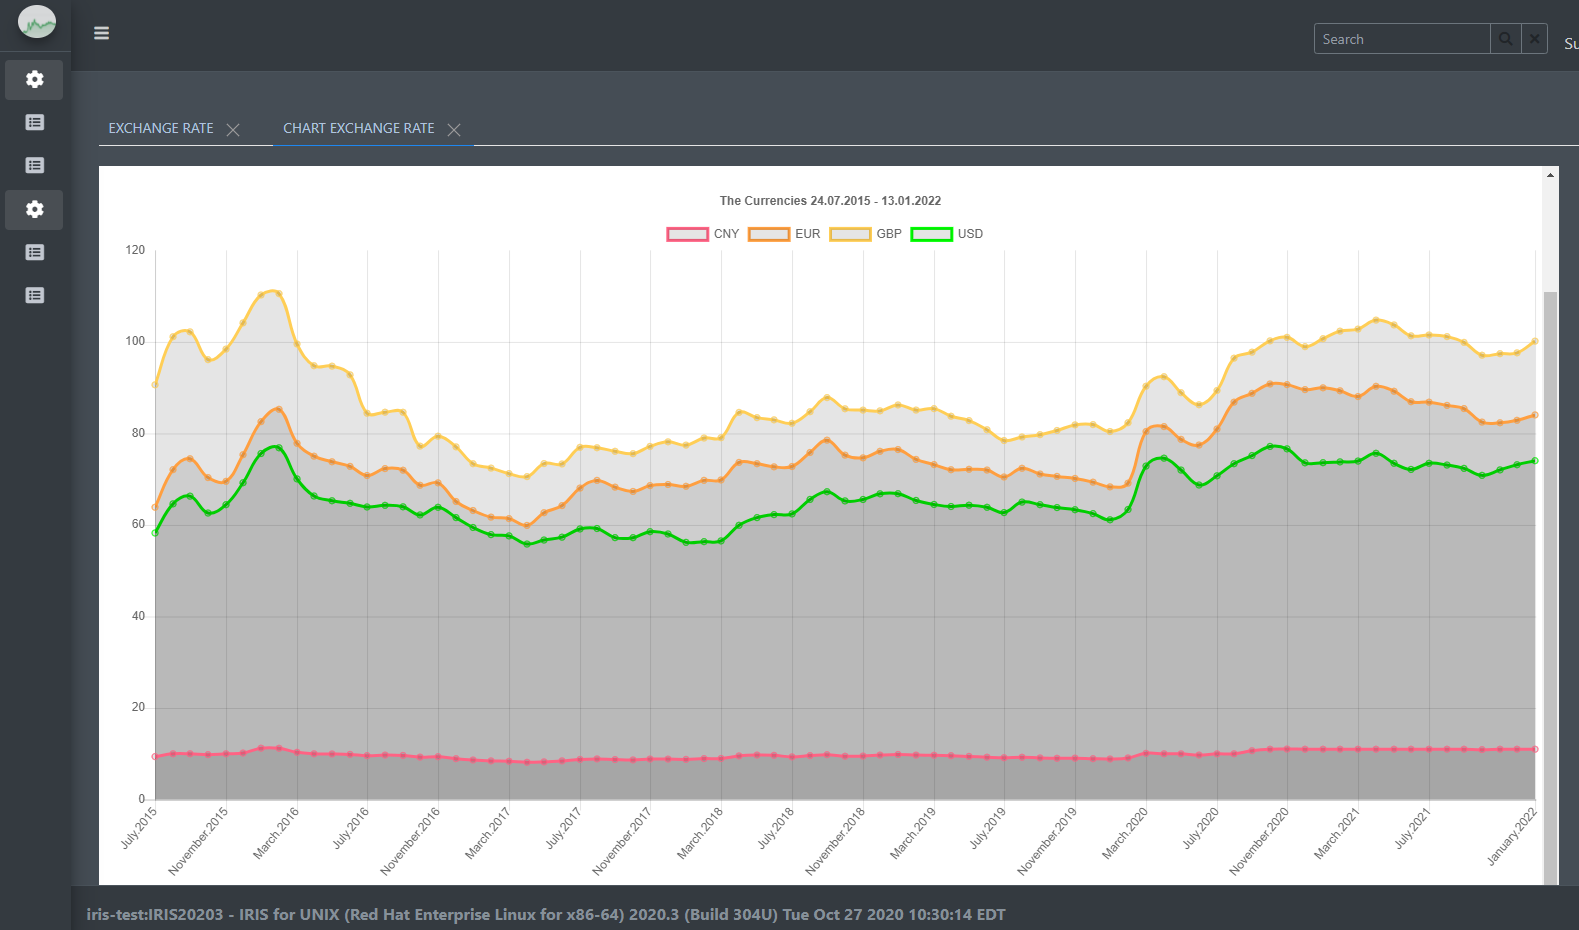 Search
Su
EXCHANGE RATE
CHART EXCHANGE RATE
The Currencies 24.07.2015 - 13.01.2022
CNY EUR GBP USD
120
100
80
60
40
20
0
July.2015 November.2015 March.2016 July.2016 November.2016 March.2017 July.2017 November.2017 March.2018 July.2018 November.2018 March.2019 July.2019 November.2019 March.2020 July.2020 November.2020 March.2021 July.2021 January.2022
iris-test:IRIS20203 - IRIS for UNIX (Red Hat Enterprise Linux for x86-64) 2020.3 (Build 304U) Tue Oct 27 2020 10:30:14 EDT